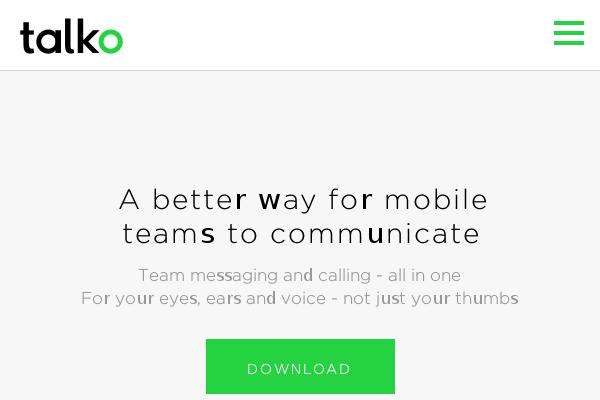 talko
A better way for mobile
teams to communicate
Team messaging and calling - all in one
For your eyes, ears and voice - not just your thumbs
DOWNLOAD